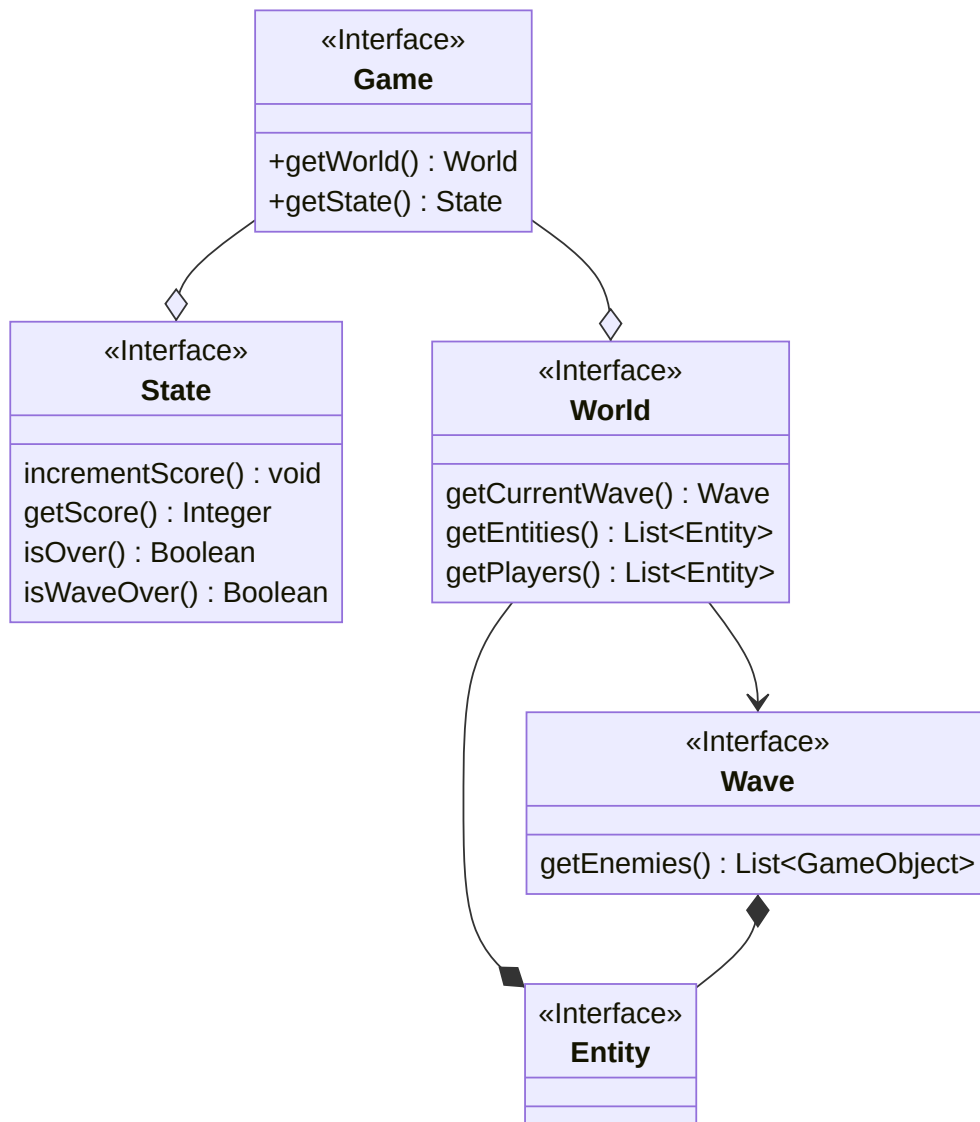 «Interface»
Game
+getWorld() : World
+getState() : State
«Interface»
State
incrementScore() : void
getScore() : Integer
isOver() : Boolean
isWaveOver() : Boolean
«Interface»
World
getCurrentWave() : Wave
getEntities() : List<Entity>
getPlayers() : List<Entity>
«Interface»
Wave
getEnemies() : List<GameObject>
«Interface»
Entity